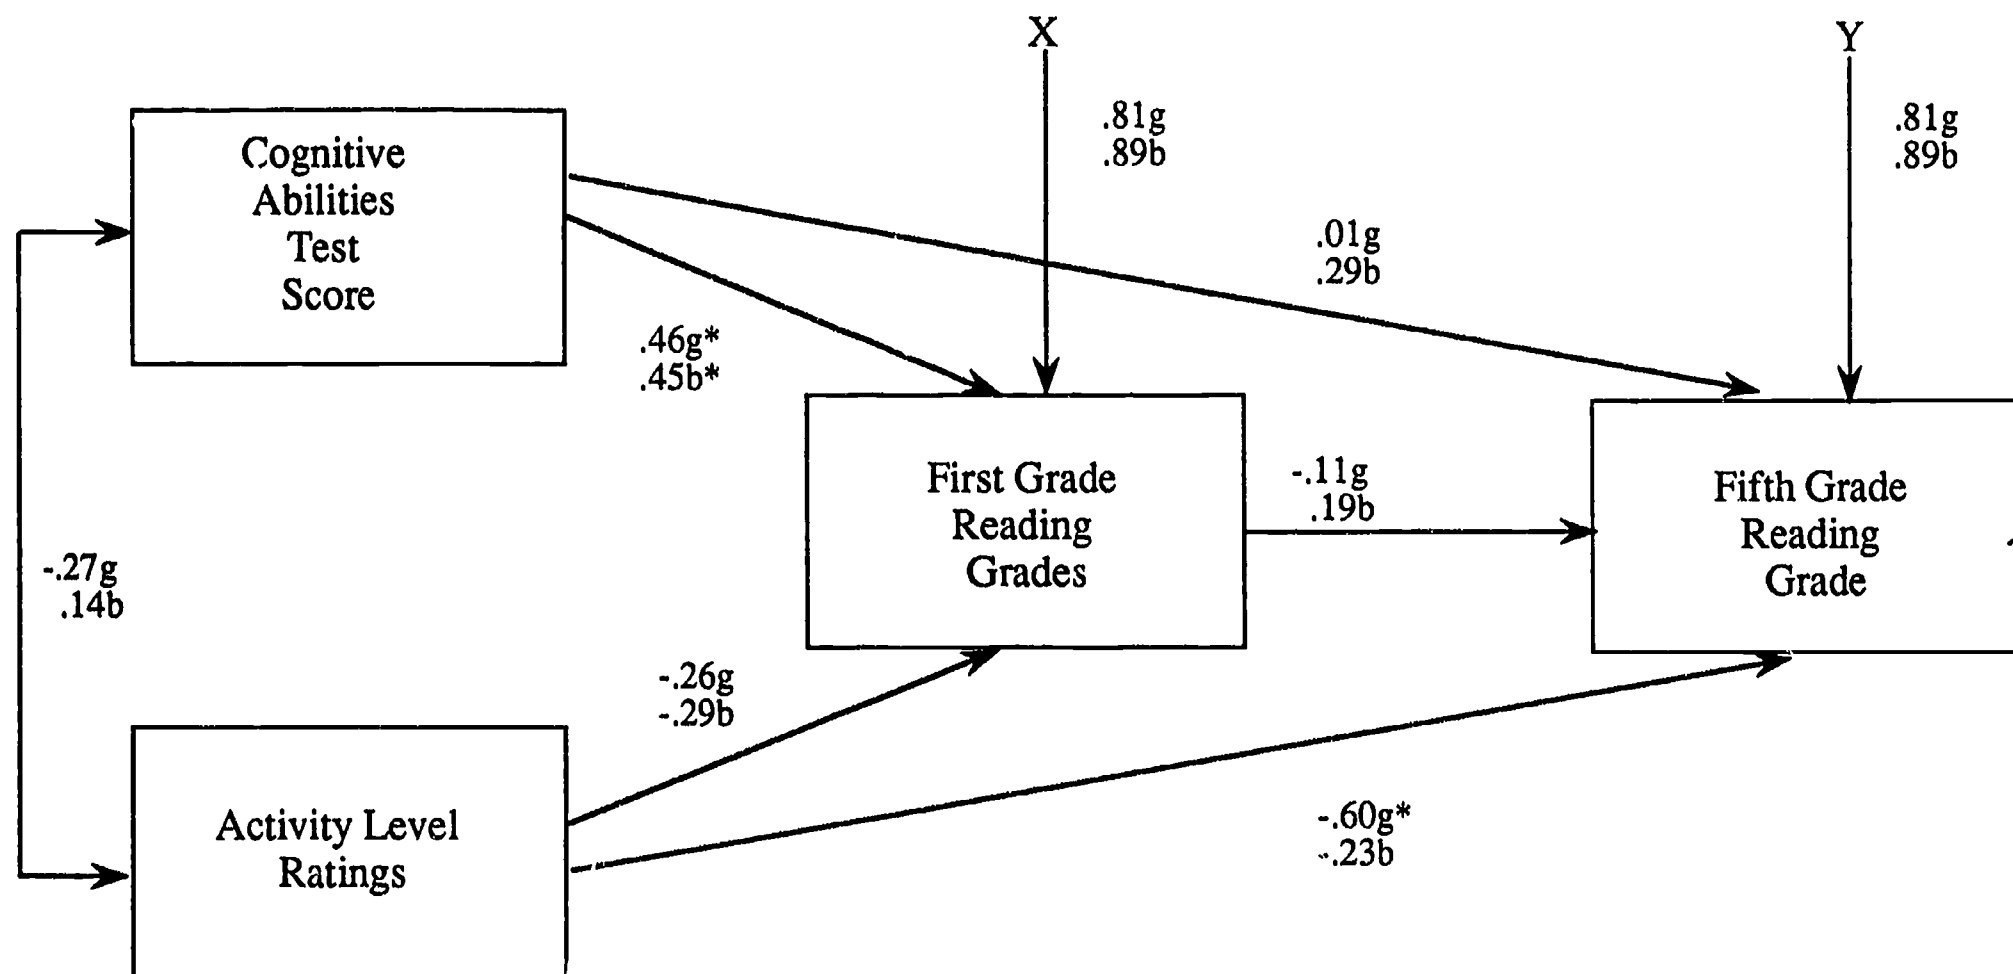 X
Y
.81g
.89b
.81g
.89b
Cognitive
Abilities
Test
Score
.01g
.29b
.46g*
.45b*
First Grade
Reading
Grades
-.11g
.19b
Fifth Grade
Reading
Grade
-.27g
.14b
-.26g
-.29b
-.60g*
-.23b
Activity Level
Ratings